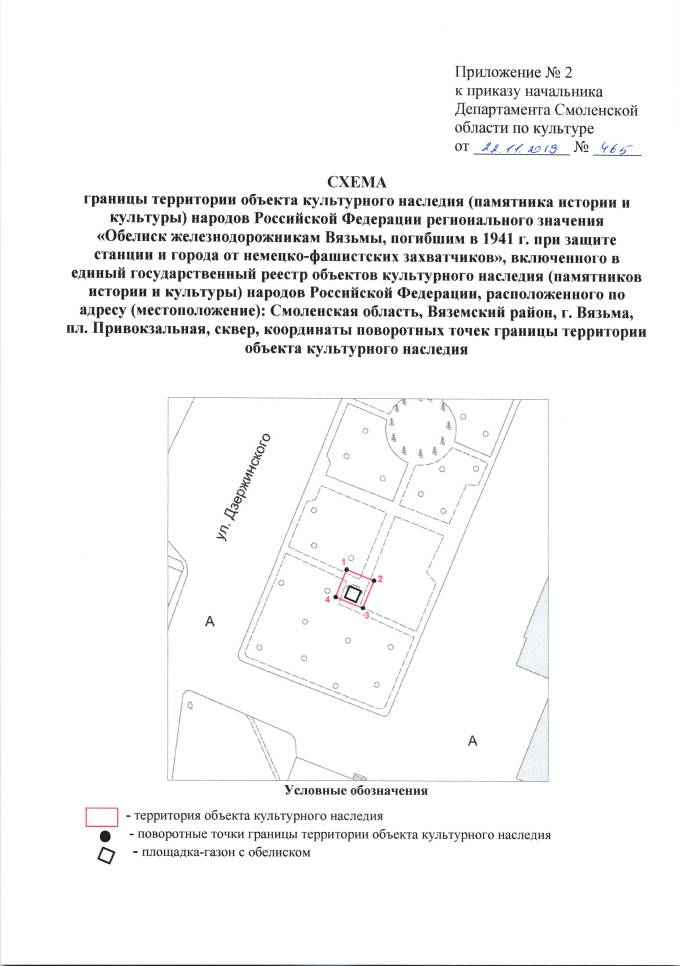 Приложение № 2
к приказу начальника
Департамента Смоленской
области по культуре
от 22.11.2019 № 465
СХЕМА
границы территории объекта культурного наследия (памятника истории и
культуры) народов Российской Федерации регионального значения
«Обелиск железнодорожникам Вязьмы, погибшим в 1941 г. при защите
станции и города от немецко-фашистских захватчиков», включенного в
единый государственный реестр объектов культурного наследия (памятников
истории и культуры) народов Российской Федерации, расположенного по
адресу (местоположение): Смоленская область, Вяземский район, г. Вязьма,
пл. Привокзальная, сквер, координаты поворотных точек границы территории
объекта культурного наследия
ул. Дзержинского
1
2
4
3
А
А
Условные обозначения
- территория объекта культурного наследия
- поворотные точки границы территории объекта культурного наследия
- площадка-газон с обелиском